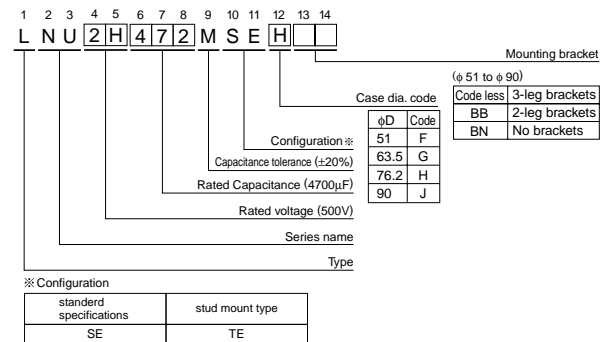 1 2 3 4 5 6 7 8 9 10 11 12 13 14
L N U 2 H 4 7 2 M S E H
Mounting bracket
(ϕ 51 to ϕ 90)
Code less 3-leg brackets
BB 2-leg brackets
BN No brackets
Case dia. code
ϕD Code
51 F
63.5 G
76.2 H
90 J
Configuration※
Capacitance tolerance (±20%)
Rated Capacitance (4700µF)
Rated voltage (500V)
Series name
Type
※Configuration
standerd specifications stud mount type
SE TE